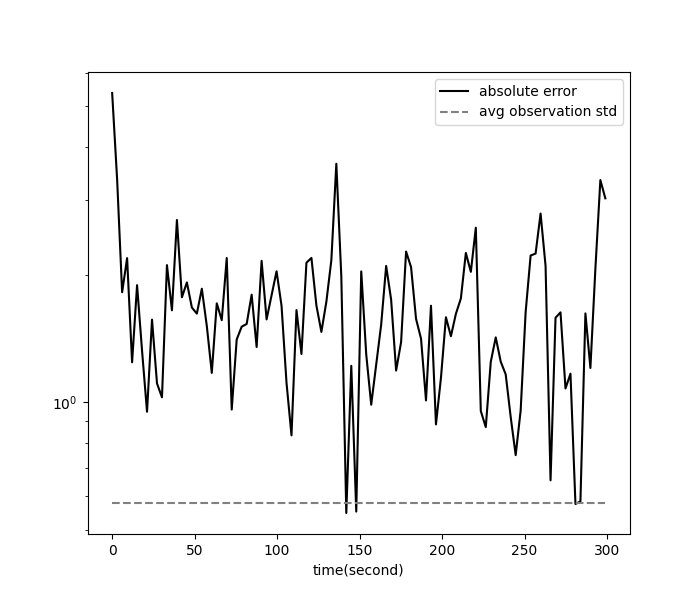 absolute error
avg observation std
10⁰
0 50 100 150 200 250 300
time(second)